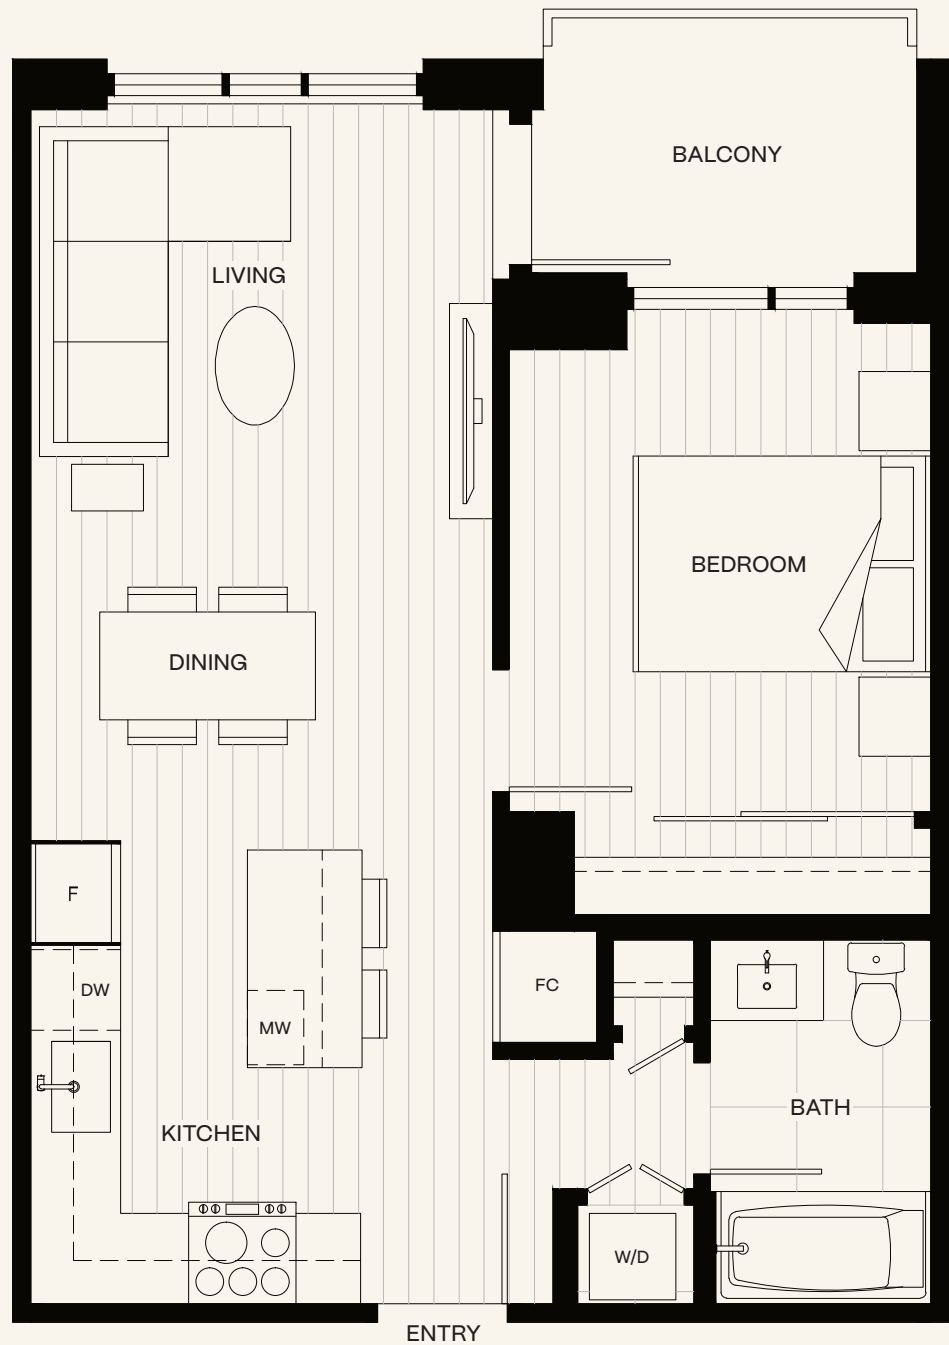 BALCONY
LIVING
BEDROOM
DINING
F
DW
MW
FC
KITCHEN
BATH
W/D
ENTRY